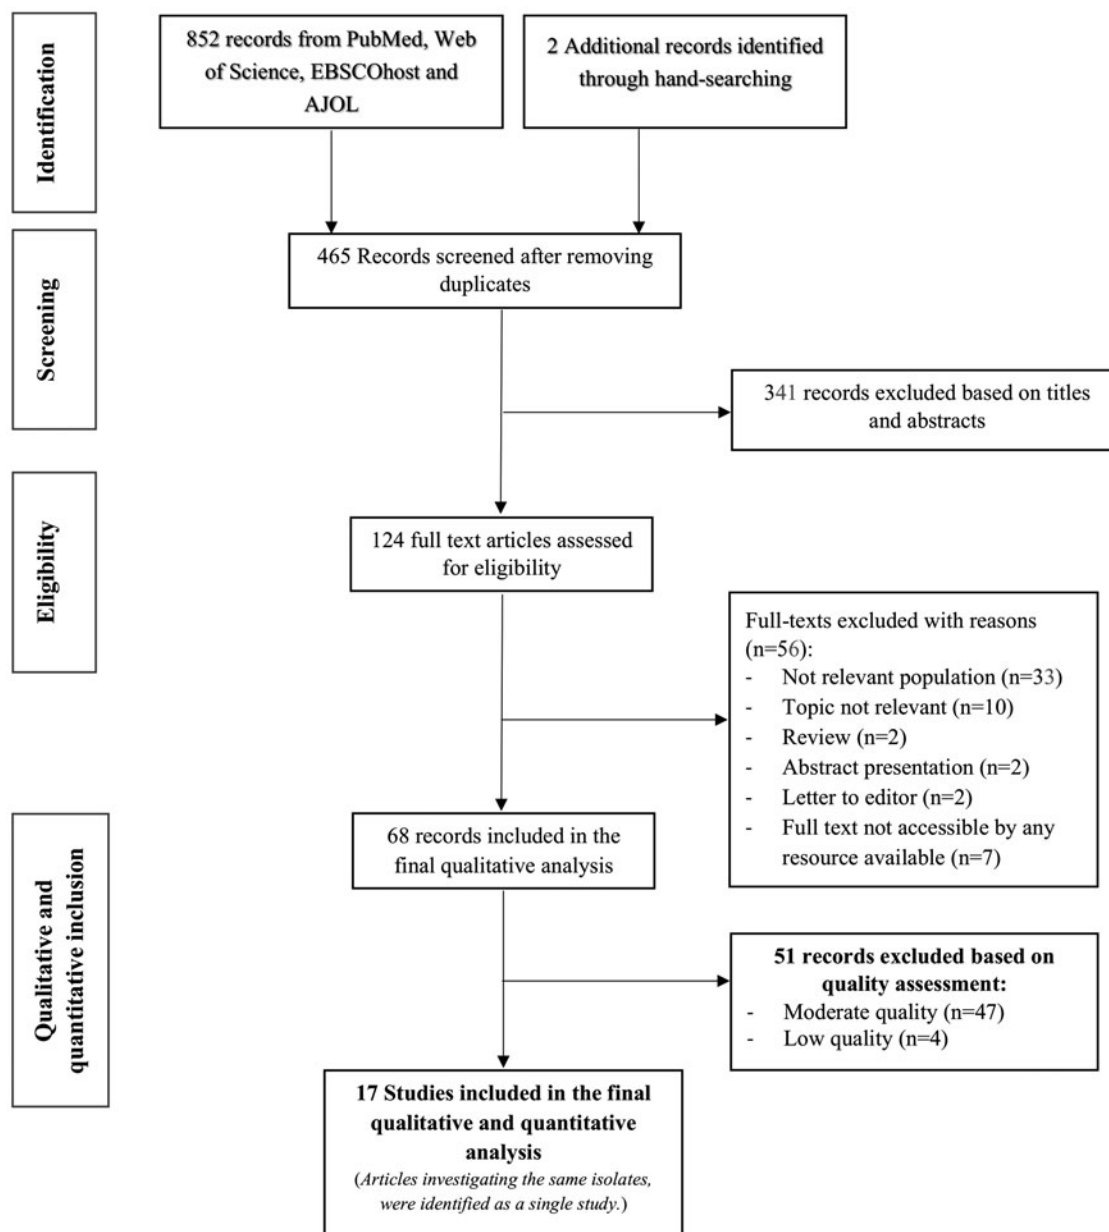 Identification
852 records from PubMed, Web
of Science, EBSCOhost and
AJOL
2 Additional records identified
through hand-searching
Screening
465 Records screened after removing
duplicates
341 records excluded based on titles
and abstracts
Eligibility
124 full text articles assessed
for eligibility
Full-texts excluded with reasons
(n=56):
- Not relevant population (n=33)
- Topic not relevant (n=10)
- Review (n=2)
- Abstract presentation (n=2)
- Letter to editor (n=2)
- Full text not accessible by any
resource available (n=7)
Qualitative and
quantitative inclusion
68 records included in the
final qualitative analysis
51 records excluded based on
quality assessment:
- Moderate quality (n=47)
- Low quality (n=4)
17 Studies included in the final
qualitative and quantitative
analysis
(Articles investigating the same isolates,
were identified as a single study.)